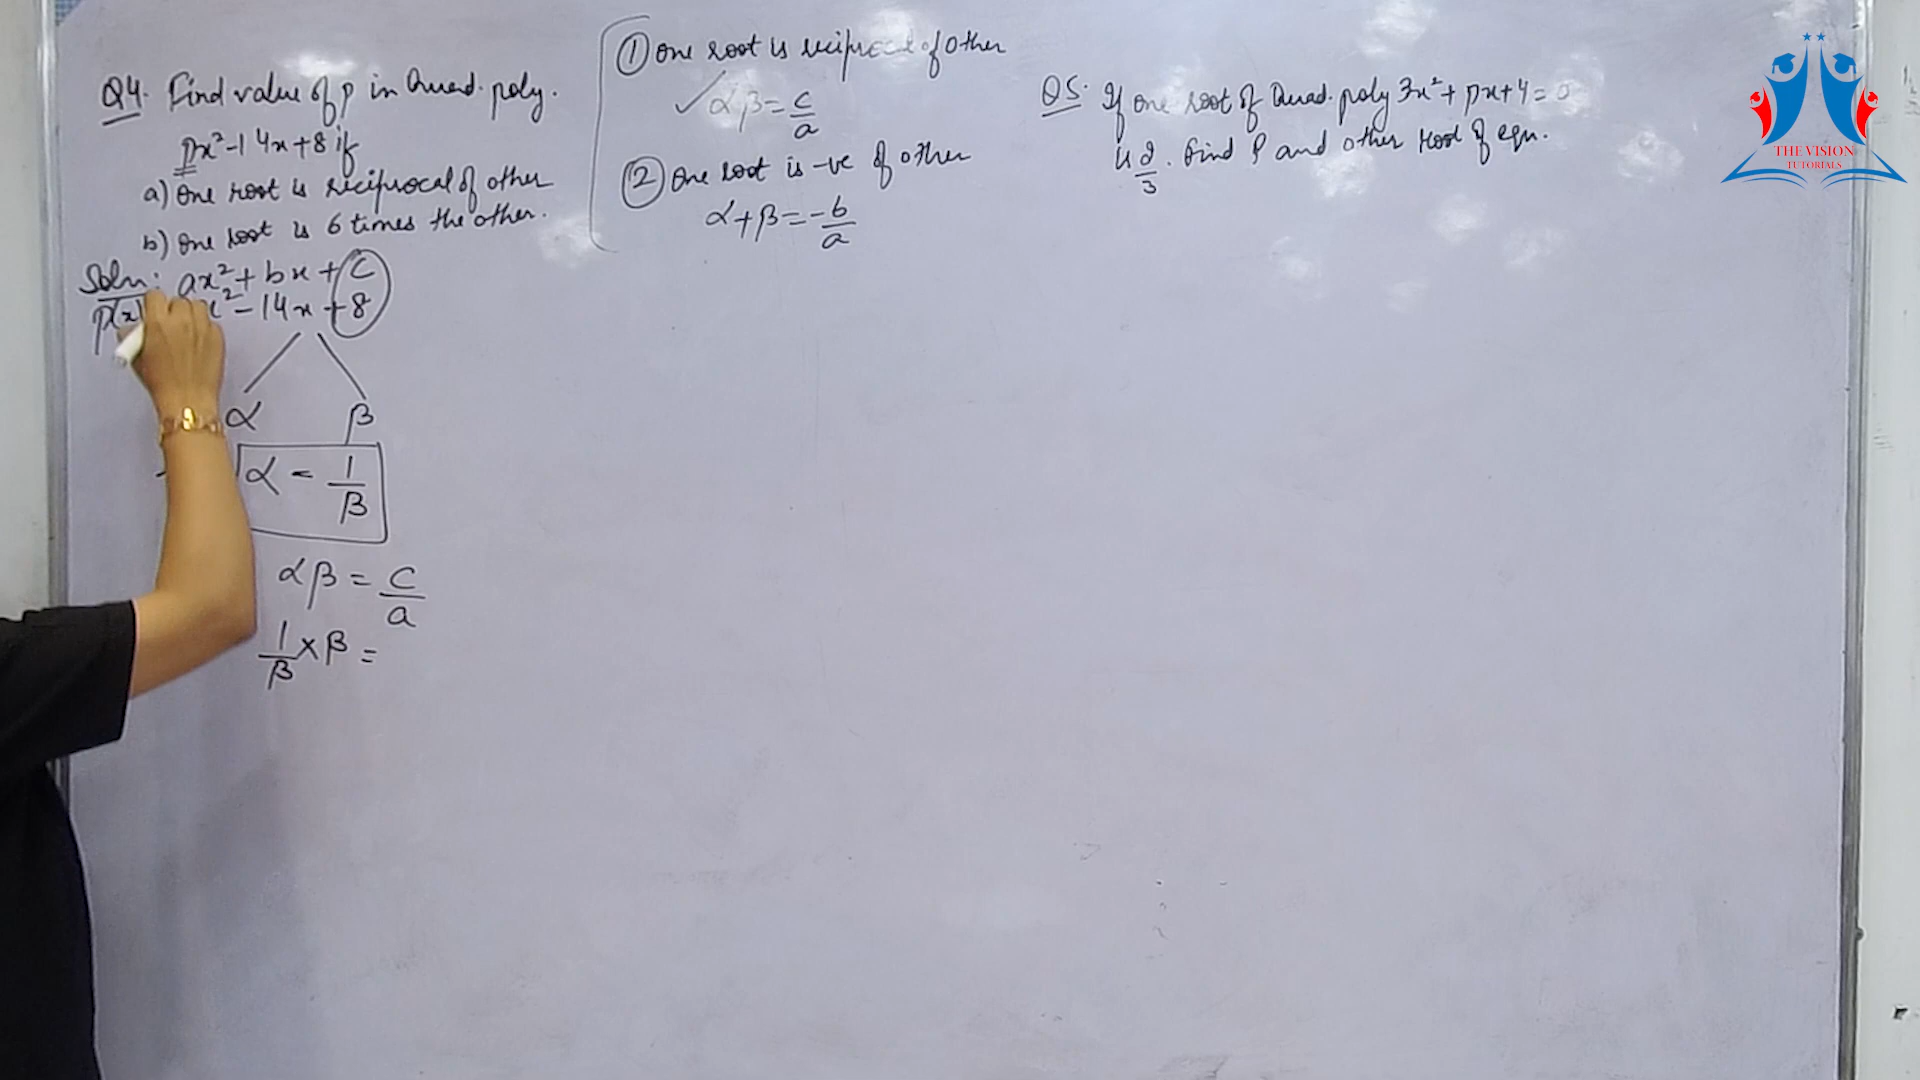 Q4. Find value of p in Quad. poly.
px² - 14x + 8 if
a) One root is reciprocal of other
b) One root is 6 times the other.
Soln: ax² + bx + c
p(x) x² - 14x + 8
α β
α = 1/β
αβ = c/a
1/β × β =
① One root is reciprocal of other
✓ αβ = c/a
② One root is -ve of other
α + β = -b/a
Q5. If one root of Quad. poly 3x² + px + 4 = 0
is 2/3. Find P and other root of eqn.
THE VISION
TUTORIALS